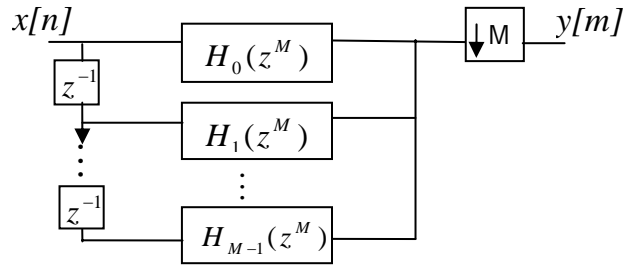 x[n]
H_0(z^M)
M
y[m]
z^{-1}
H_1(z^M)
z^{-1}
H_{M-1}(z^M)